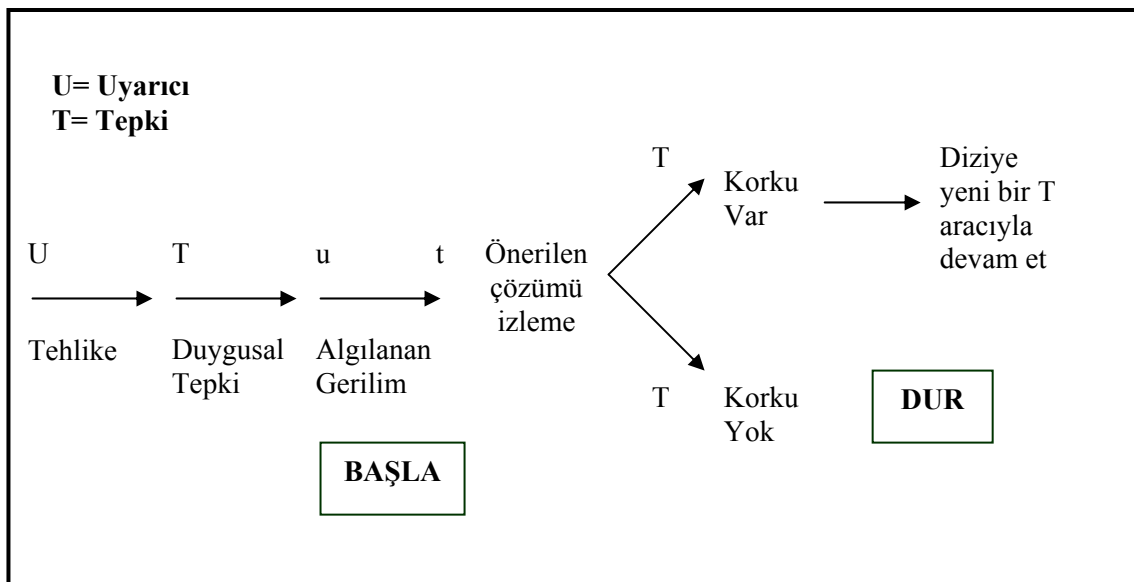 U= Uyarıcı
T= Tepki
U
T
u
t
Tehlike
Duygusal
Tepki
Algılanan
Gerilim
BAŞLA
Önerilen
çözümü
izleme
T
Korku
Var
Diziye
yeni bir T
aracıyla
devam et
T
Korku
Yok
DUR